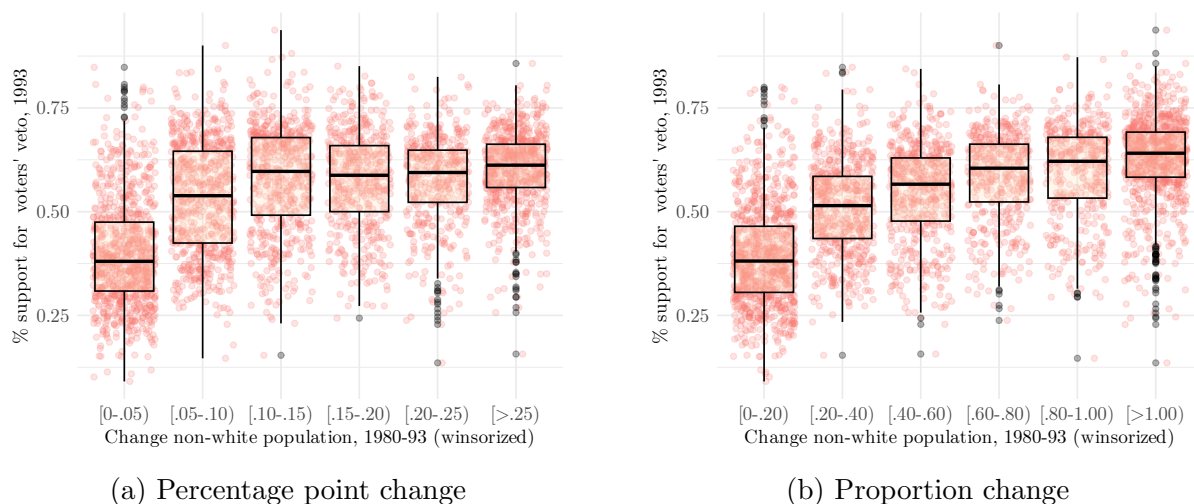 % support for voters' veto, 1993
0.75
0.50
0.25
[0-.05) [.05-.10) [.10-.15) [.15-.20) [.20-.25) [>.25)
Change non-white population, 1980-93 (winsorized)
(a) Percentage point change
% support for voters' veto, 1993
0.75
0.50
0.25
[0-.20) [.20-.40) [.40-.60) [.60-.80) [.80-1.00) [>1.00)
Change non-white population, 1980-93 (winsorized)
(b) Proportion change